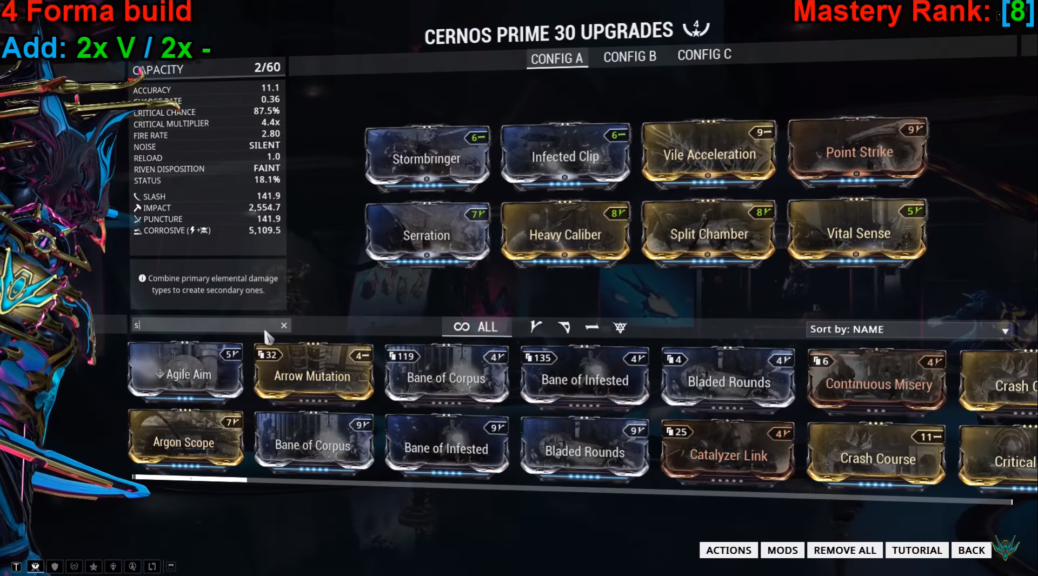 4 Forma build
Mastery Rank: [8]
Add: 2x V / 2x -
CERNOS PRIME 30 UPGRADES
4
CONFIG A CONFIG B CONFIG C
CAPACITY 2/60
ACCURACY 11.1
CHARGE RATE 0.36
CRITICAL CHANCE 87.5%
CRITICAL MULTIPLIER 4.4x
FIRE RATE 2.80
NOISE SILENT
RELOAD 1.0
RIVEN DISPOSITION FAINT
STATUS 18.1%
SLASH 141.9
IMPACT 2,554.7
PUNCTURE 141.9
CORROSIVE ( + ) 5,109.5
Combine primary elemental damage
types to create secondary ones.
6 6 9 9
Stormbringer Infected Clip Vile Acceleration Point Strike
7 8 8 5
Serration Heavy Caliber Split Chamber Vital Sense
s ×
ALL
Sort by: NAME
5 32 4 119 4 135 4 4 4 6 4
Agile Aim Arrow Mutation Bane of Corpus Bane of Infested Bladed Rounds Continuous Misery Crash C
7 9 9 9 25 4 11
Argon Scope Bane of Corpus Bane of Infested Bladed Rounds Catalyzer Link Crash Course Critical
ACTIONS MODS REMOVE ALL TUTORIAL BACK
T